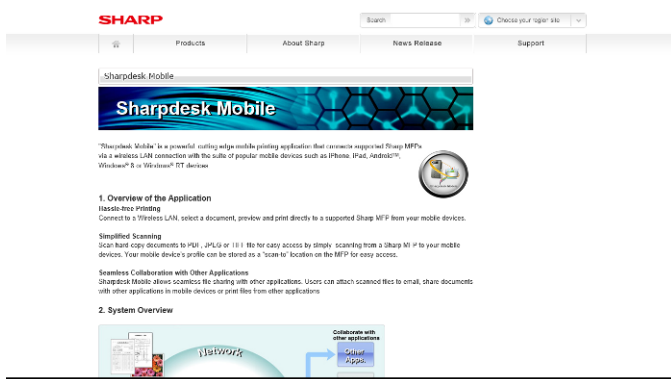 SHARP
Search
Choose your region site
Products
About Sharp
News Release
Support
Sharpdesk Mobile
Sharpdesk Mobile
"Sharpdesk Mobile" is a powerful cutting edge mobile printing application that connects supported Sharp MFPs
via a wireless LAN connection with the suite of popular mobile devices such as iPhone, iPad, Android™,
Windows® 8 or Windows® RT devices
1. Overview of the Application
Hassle-free Printing
Connect to a Wireless LAN, select a document, preview and print directly to a supported Sharp MFP from your mobile devices.
Simplified Scanning
Scan hard copy documents to PDF, JPEG or TIFF file for easy access by simply scanning from a Sharp MFP to your mobile
devices. Your mobile device's profile can be stored as a "scan-to" location on the MFP for easy access.
Seamless Collaboration with Other Applications
Sharpdesk Mobile allows seamless file sharing with other applications. Users can attach scanned files to email, share documents
with other applications in mobile devices or print files from other applications
2. System Overview
Collaborate with
other applications
Network
Other
Apps.